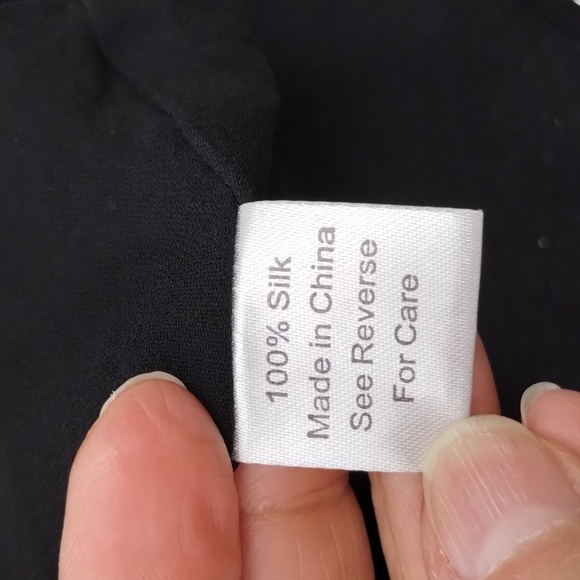 100% Silk
Made in China
See Reverse
For Care